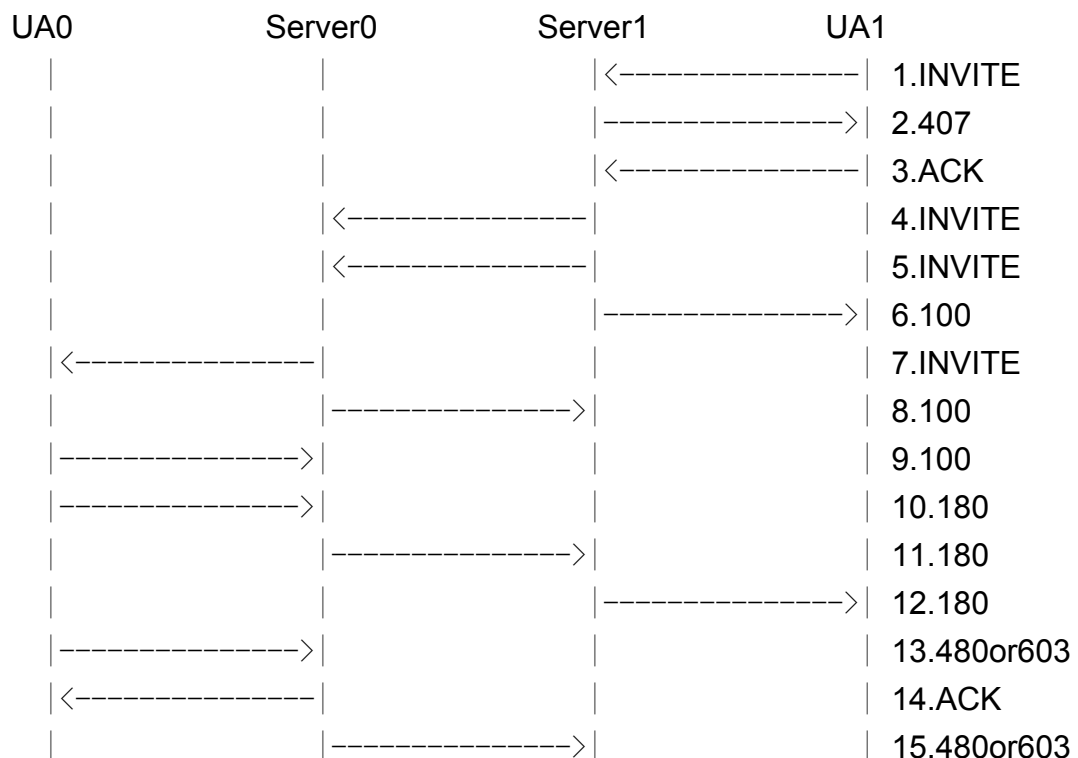 UA0 Server0 Server1 UA1
| | |<---------------| 1.INVITE
| | |--------------->| 2.407
| | |<---------------| 3.ACK
| |<---------------| | 4.INVITE
| |<---------------| | 5.INVITE
| | |--------------->| 6.100
|<---------------| | | 7.INVITE
| |--------------->| | 8.100
|--------------->| | | 9.100
|--------------->| | | 10.180
| |--------------->| | 11.180
| | |--------------->| 12.180
|--------------->| | | 13.480or603
|<---------------| | | 14.ACK
| |--------------->| | 15.480or603